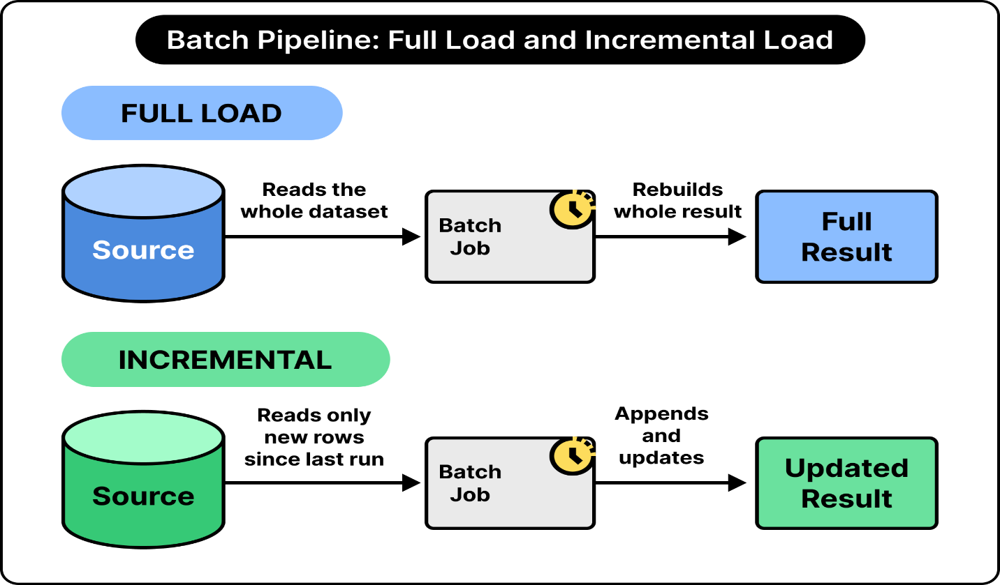 Batch Pipeline: Full Load and Incremental Load
FULL LOAD
Source
Reads the
whole dataset
Batch
Job
Rebuilds
whole result
Full
Result
INCREMENTAL
Source
Reads only
new rows
since last run
Batch
Job
Appends
and
updates
Updated
Result